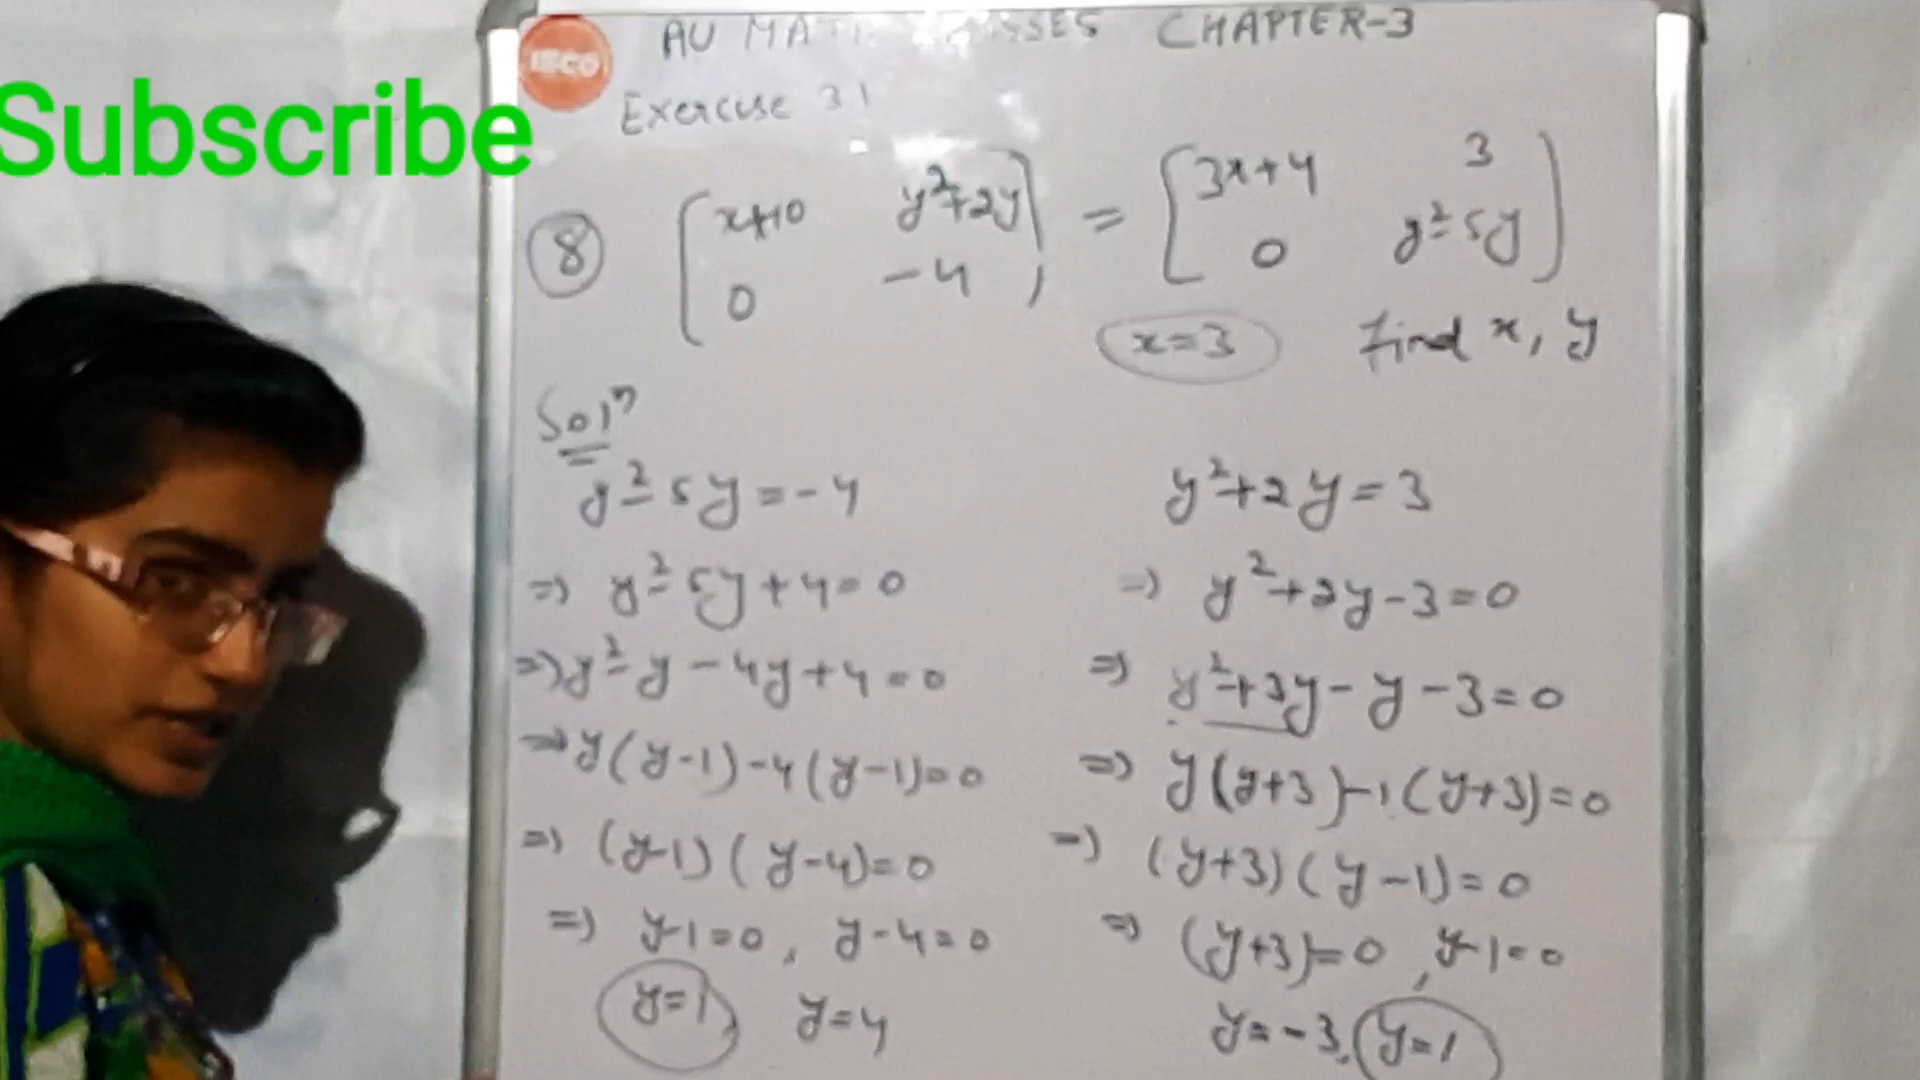 Subscribe
AU MATH CLASSES CHAPTER-3
Exercise 3.1
⑧ [x+10 y²+2y = [3x+4 3
0 -4] 0 y²-5y]
x=3 Find x, y
Solⁿ
y²-5y=-4
=) y²-5y+4=0
=) y²-y-4y+4=0
=) y(y-1)-4(y-1)=0
=) (y-1)(y-4)=0
=) y-1=0, y-4=0
y=1, y=4
y²+2y=3
=) y²+2y-3=0
=) y²+3y-y-3=0
=) y(y+3)-1(y+3)=0
=) (y+3)(y-1)=0
=) (y+3)=0, y-1=0
y=-3, y=1